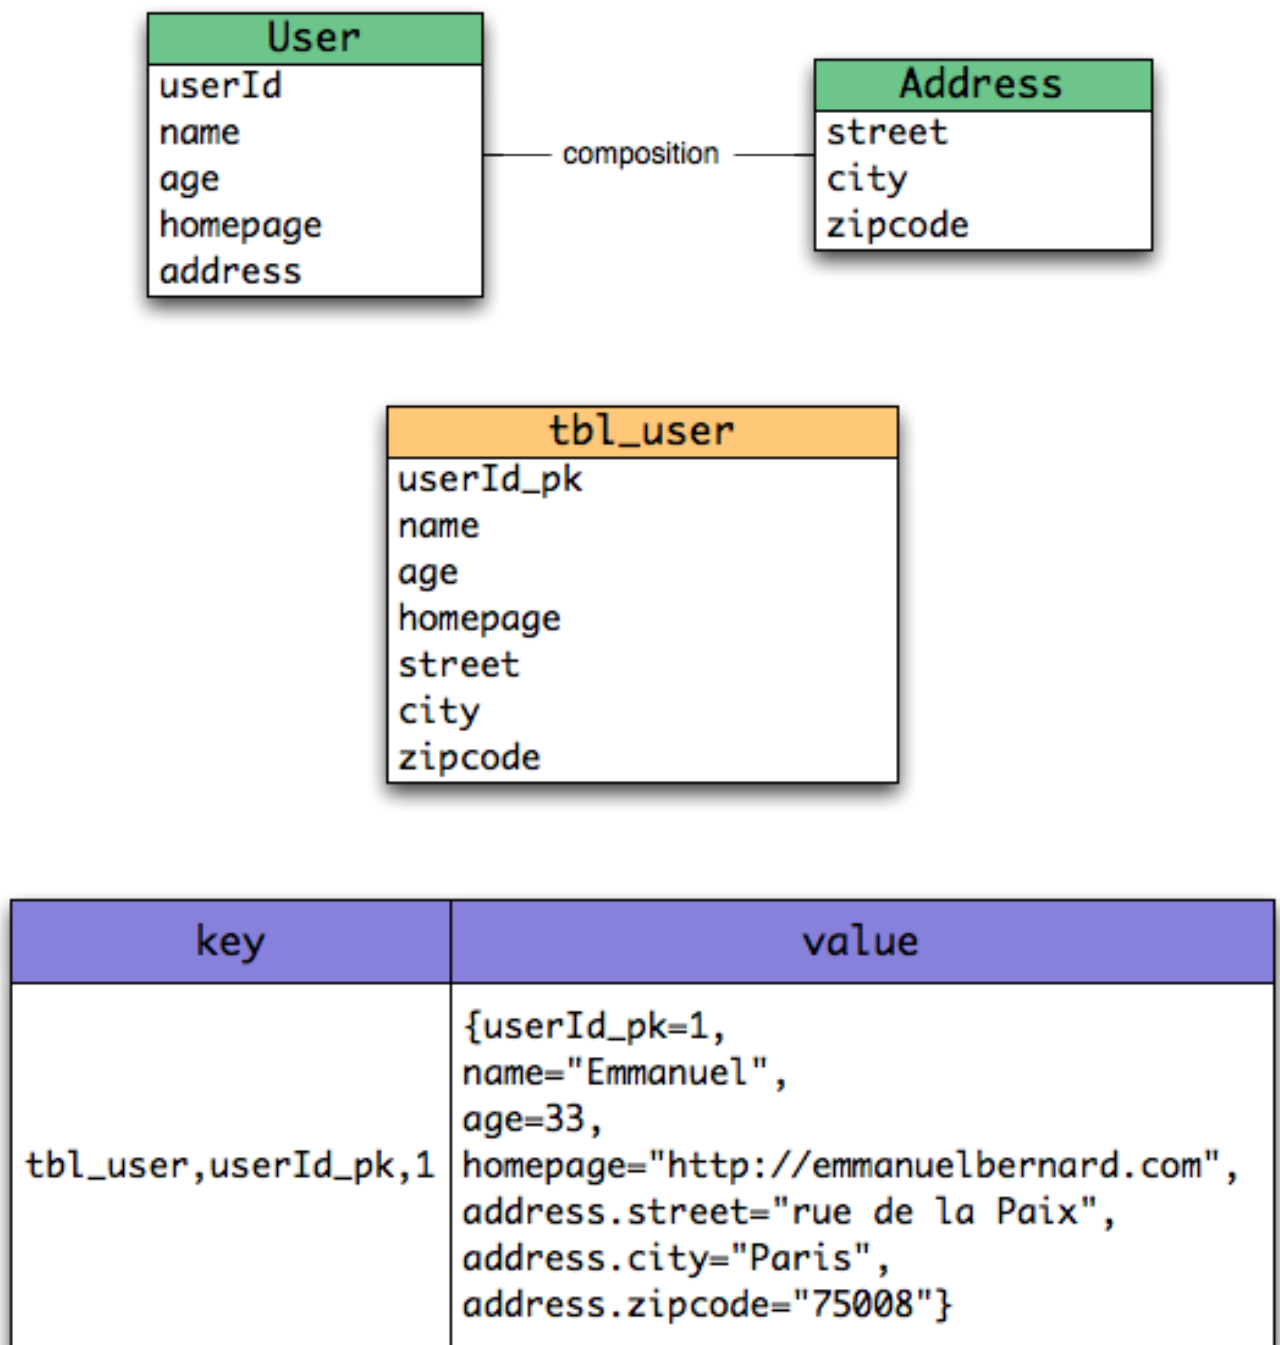 User
userId
name
age
homepage
address
composition
Address
street
city
zipcode
tbl_user
userId_pk
name
age
homepage
street
city
zipcode
key
value
tbl_user,userId_pk,1
{userId_pk=1,
name="Emmanuel",
age=33,
homepage="http://emmanuelbernard.com",
address.street="rue de la Paix",
address.city="Paris",
address.zipcode="75008"}